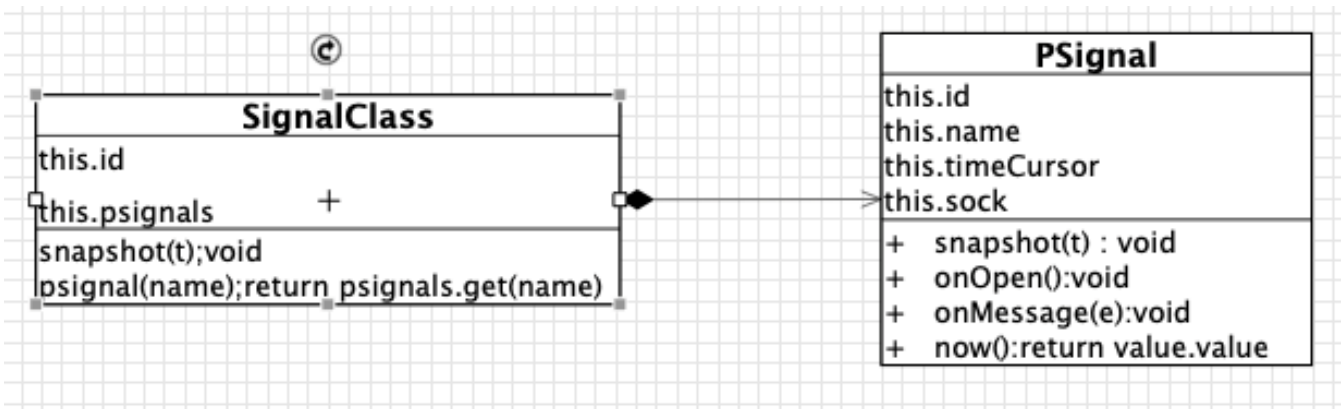 SignalClass
this.id
this.psignals
snapshot(t);void
psignal(name);return psignals.get(name)
PSignal
this.id
this.name
this.timeCursor
this.sock
+ snapshot(t) : void
+ onOpen():void
+ onMessage(e):void
+ now():return value.value